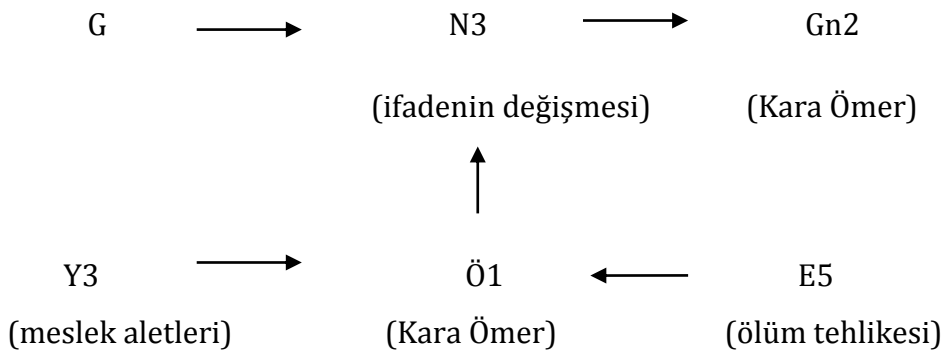 G N3 Gn2
(ifadenin değişmesi) (Kara Ömer)
Y3 Ö1 E5
(meslek aletleri) (Kara Ömer) (ölüm tehlikesi)